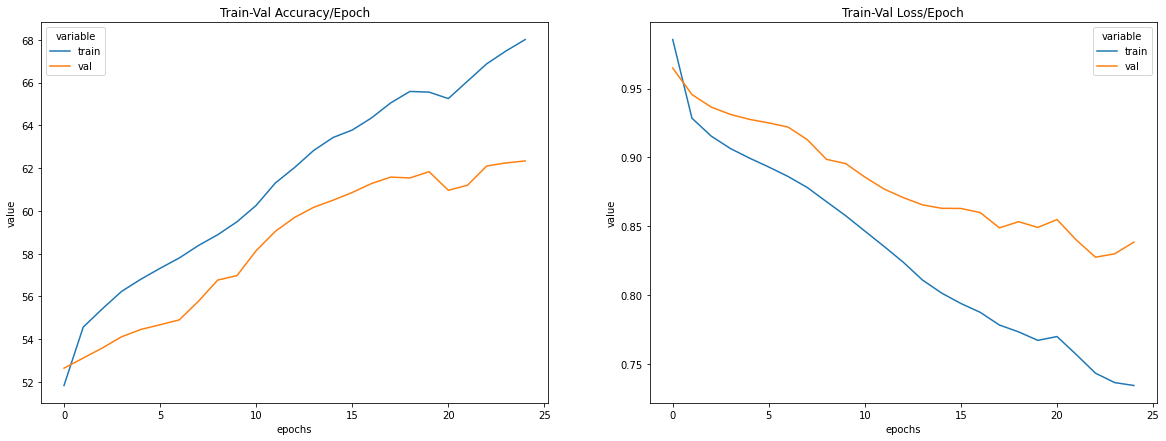 Train-Val Accuracy/Epoch
variable
train
val
value
68
66
64
62
60
58
56
54
52
0
5
10
15
20
25
epochs
Train-Val Loss/Epoch
variable
train
val
value
0.95
0.90
0.85
0.80
0.75
0
5
10
15
20
25
epochs